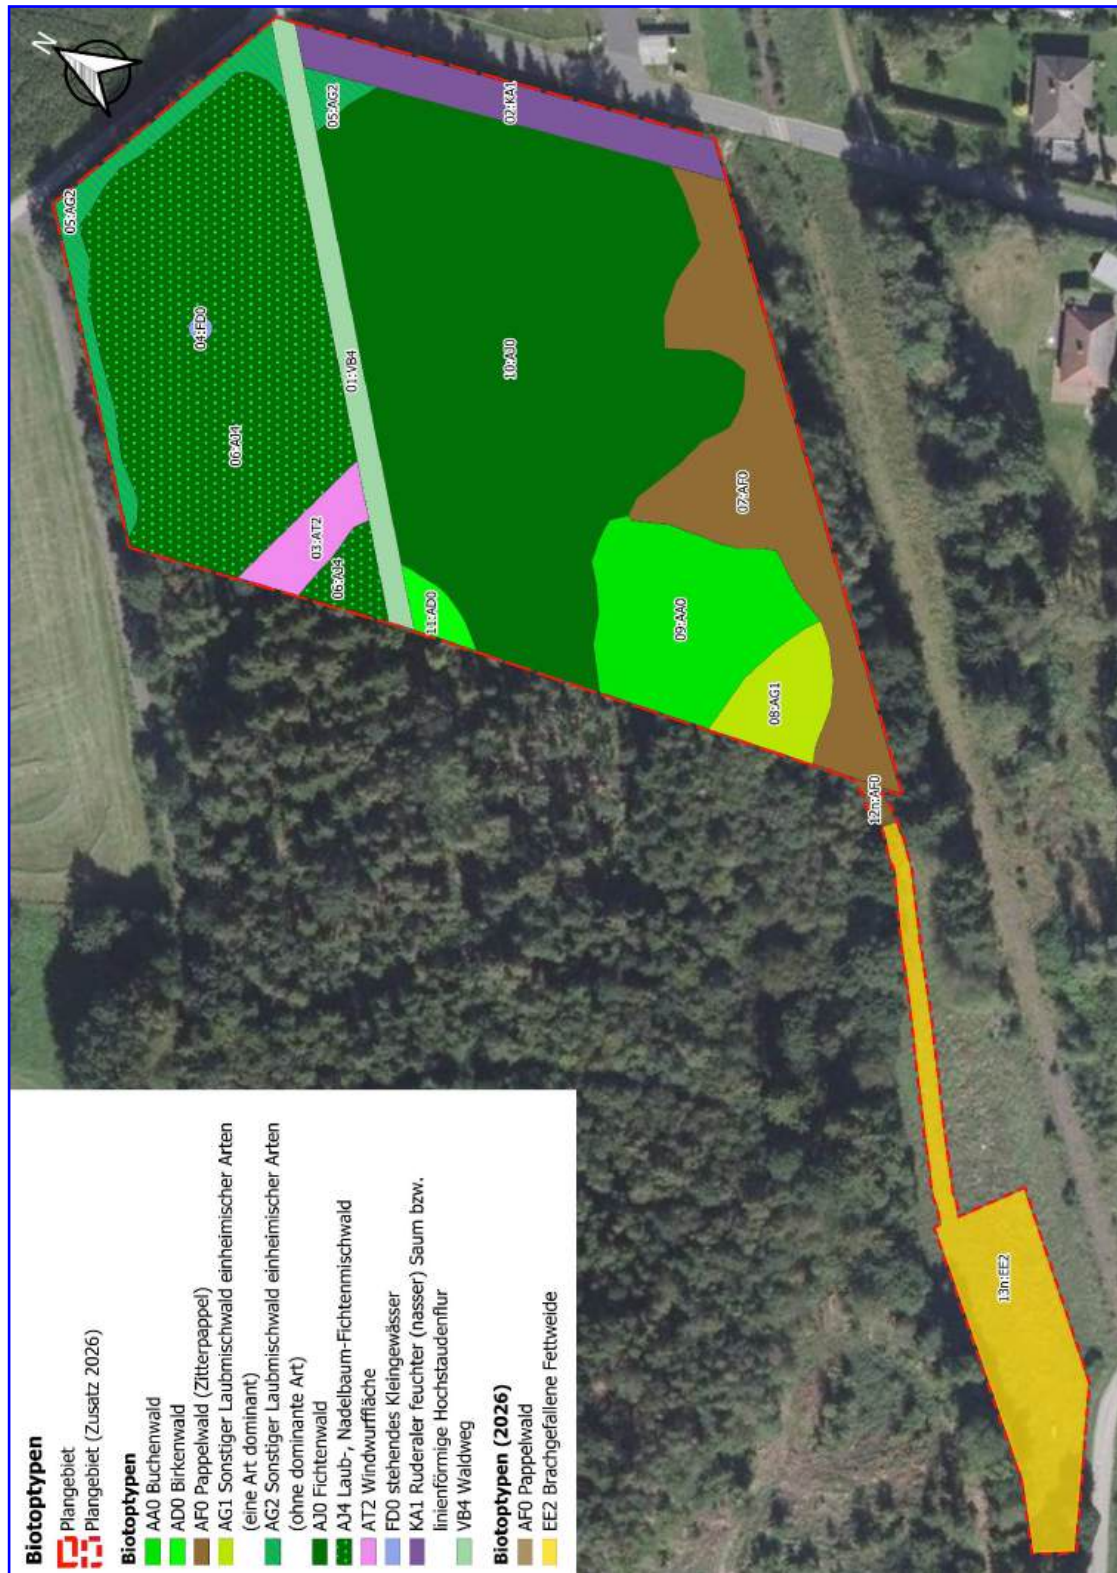 Biotoptypen
Plangebiet
Plangebiet (Zusatz 2026)
Biotoptypen
AA0 Buchenwald
AD0 Birkenwald
AF0 Pappelwald (Zitterpappel)
AG1 Sonstiger Laubmischwald einheimischer Arten
(eine Art dominant)
AG2 Sonstiger Laubmischwald einheimischer Arten
(ohne dominante Art)
AJ0 Fichtenwald
AJ4 Laub-, Nadelbaum-Fichtenmischwald
AT2 Windwurffläche
FD0 stehendes Kleingewässer
KA1 Ruderaler feuchter (nasser) Saum bzw.
linienförmige Hochstaudenflur
VB4 Waldweg
Biotoptypen (2026)
AF0 Pappelwald
EE2 Brachgefallene Fettweide
N
05:AG2
05:AG2
02:KA1
04:FD0
01:VB4
10:AJ0
06:AJ4
03:AT2
06:AJ4
07:AF0
11:AD0
09:AA0
08:AG1
12n:AF0
13n:EE2